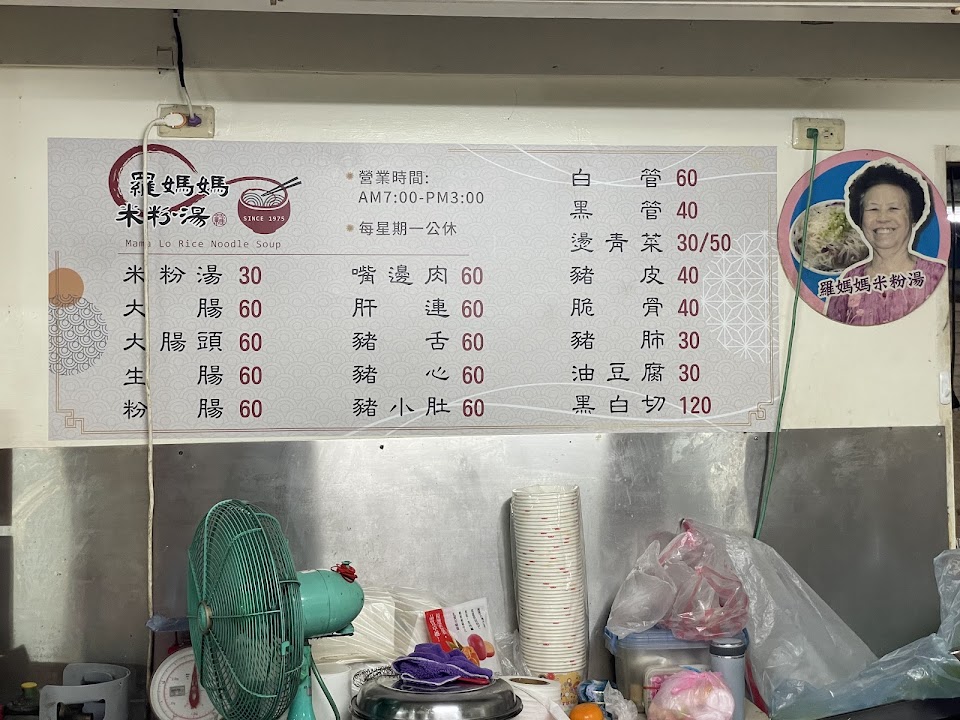 羅媽媽
米粉湯
SINCE 1975
Mama Lo Rice Noodle Soup
營業時間:
AM7:00-PM3:00
每星期一公休
米粉湯 30
大腸 60
大腸頭 60
生腸 60
粉腸 60
嘴邊肉 60
肝連 60
豬舌 60
豬心 60
豬小肚 60
白管 60
黑管 40
燙青菜 30/50
豬皮 40
脆骨 40
豬肺 30
油豆腐 30
黑白切 120
羅媽媽米粉湯